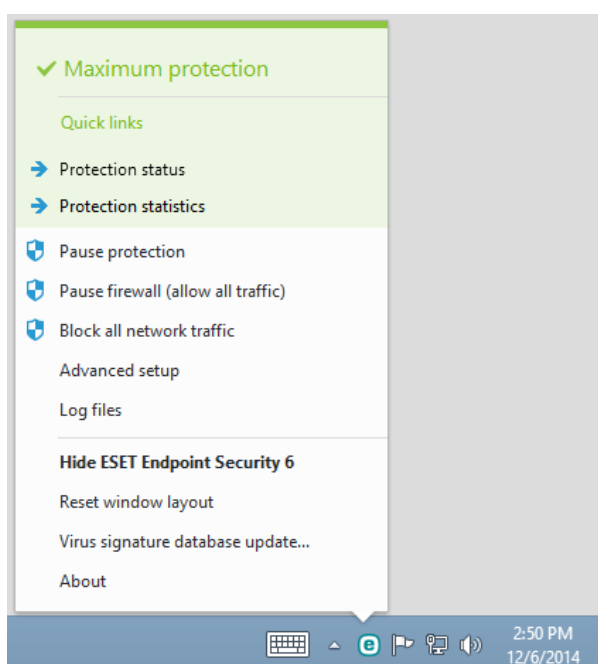 Maximum protection
Quick links
Protection status
Protection statistics
Pause protection
Pause firewall (allow all traffic)
Block all network traffic
Advanced setup
Log files
Hide ESET Endpoint Security 6
Reset window layout
Virus signature database update...
About
e
2:50 PM
12/6/2014